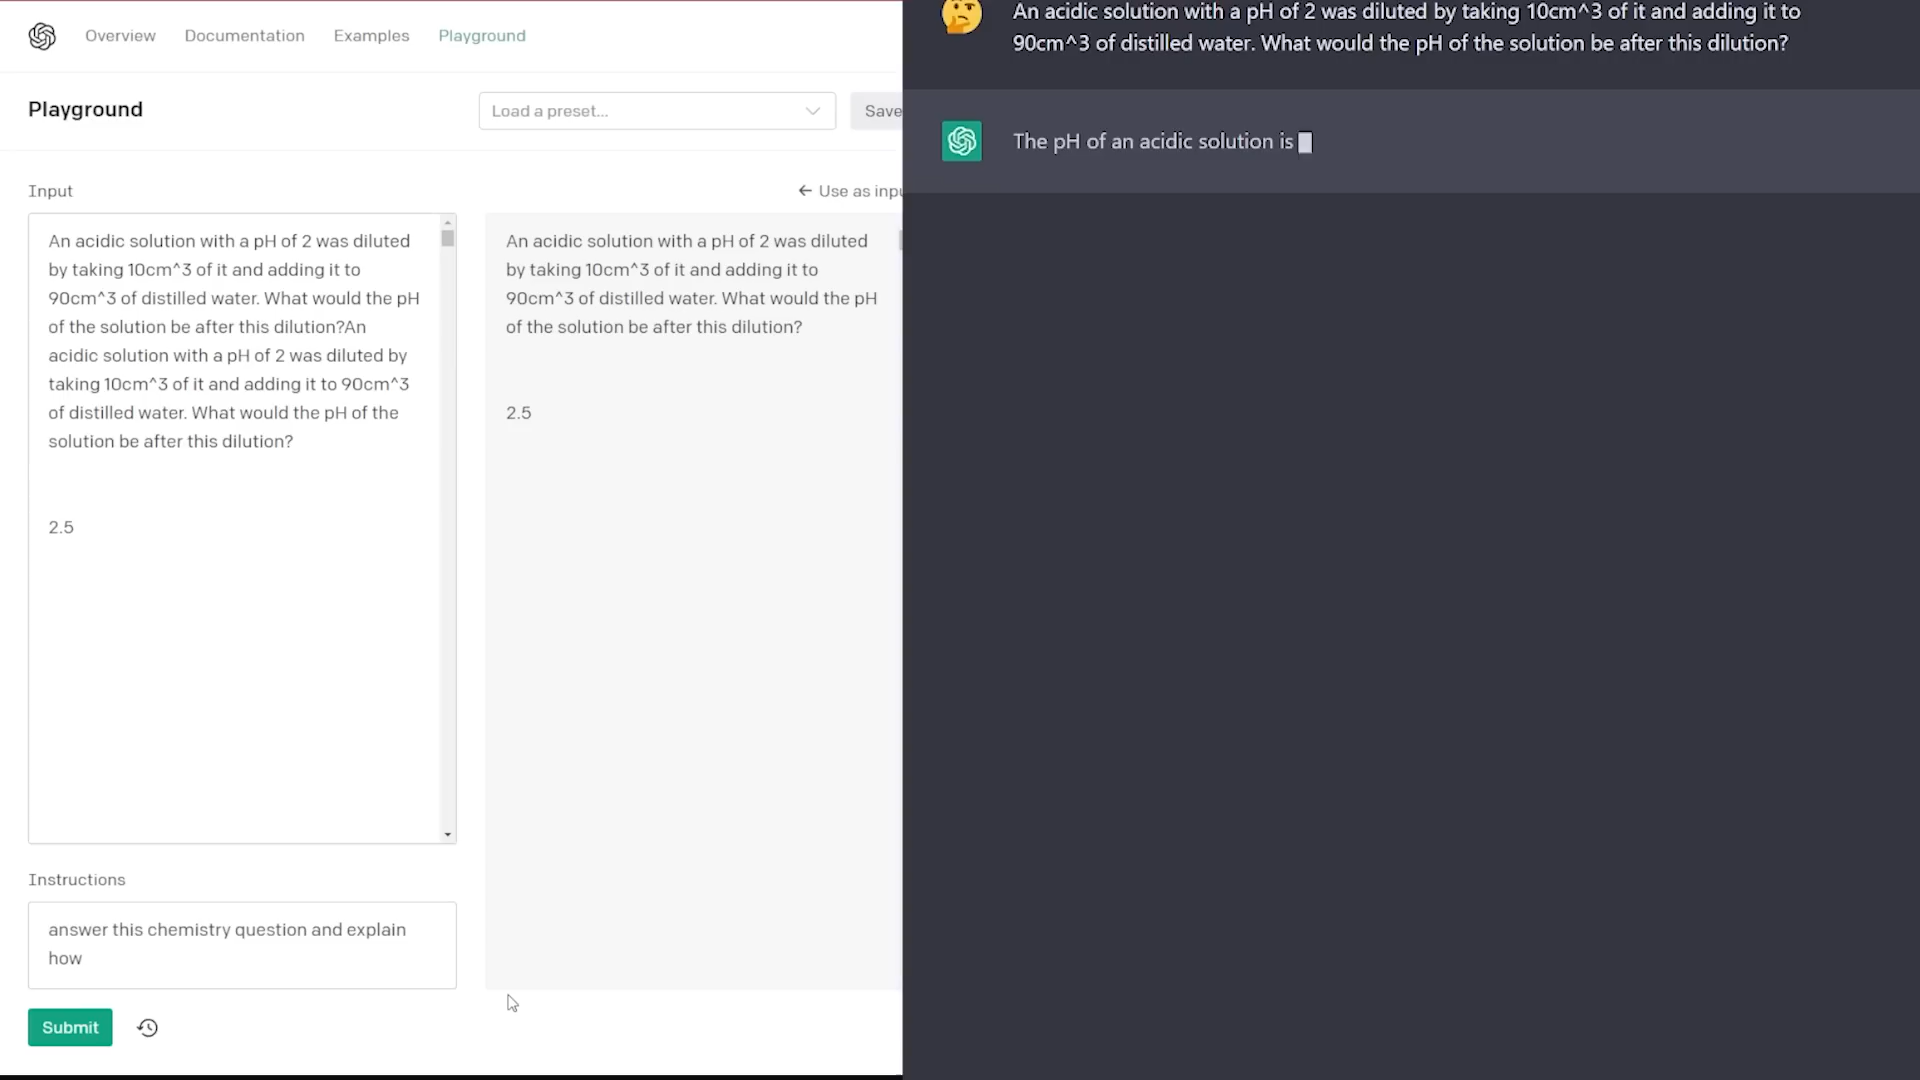 Overview Documentation Examples Playground
Playground
Load a preset...
Save
Input
Use as inpu
An acidic solution with a pH of 2 was diluted
by taking 10cm^3 of it and adding it to
90cm^3 of distilled water. What would the pH
of the solution be after this dilution?An
acidic solution with a pH of 2 was diluted by
taking 10cm^3 of it and adding it to 90cm^3
of distilled water. What would the pH of the
solution be after this dilution?
2.5
An acidic solution with a pH of 2 was diluted
by taking 10cm^3 of it and adding it to
90cm^3 of distilled water. What would the pH
of the solution be after this dilution?
2.5
Instructions
answer this chemistry question and explain
how
Submit
An acidic solution with a pH of 2 was diluted by taking 10cm^3 of it and adding it to
90cm^3 of distilled water. What would the pH of the solution be after this dilution?
The pH of an acidic solution is